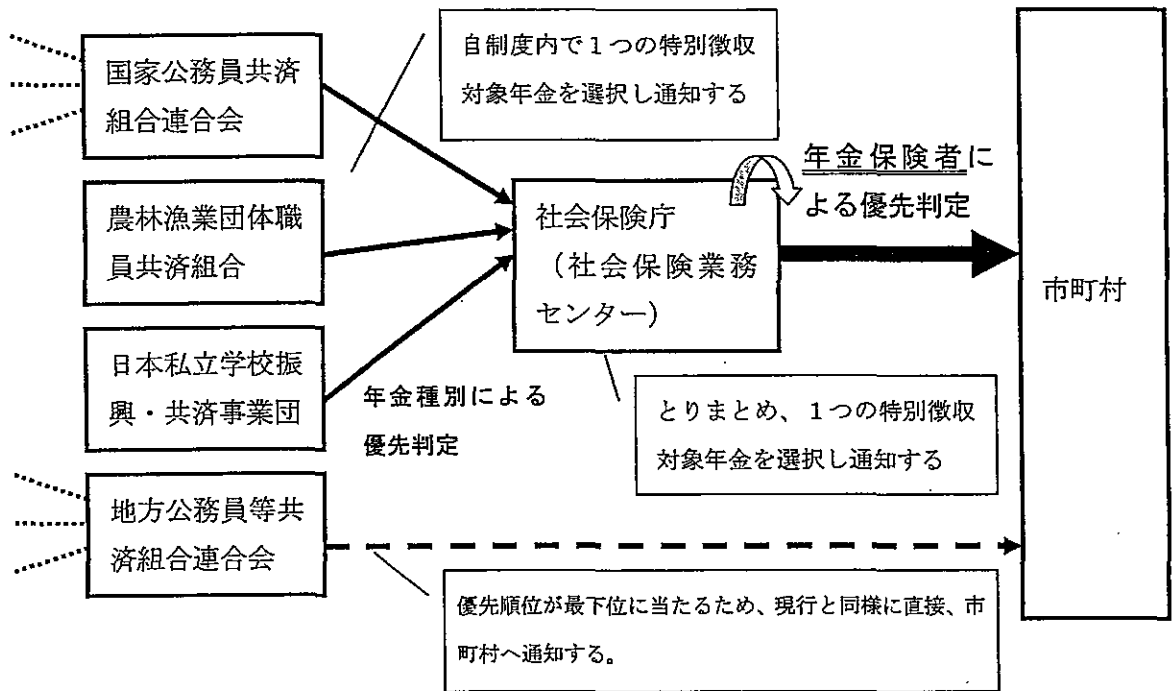 国家公務員共済
組合連合会
自制度内で１つの特別徴収
対象年金を選択し通知する
農林漁業団体職
員共済組合
日本私立学校振
興・共済事業団
年金種別による
優先判定
社会保険庁
（社会保険業務
センター）
年金保険者に
よる優先判定
とりまとめ、１つの特別徴収
対象年金を選択し通知する
市町村
地方公務員等共
済組合連合会
優先順位が最下位に当たるため、現行と同様に直接、市
町村へ通知する。